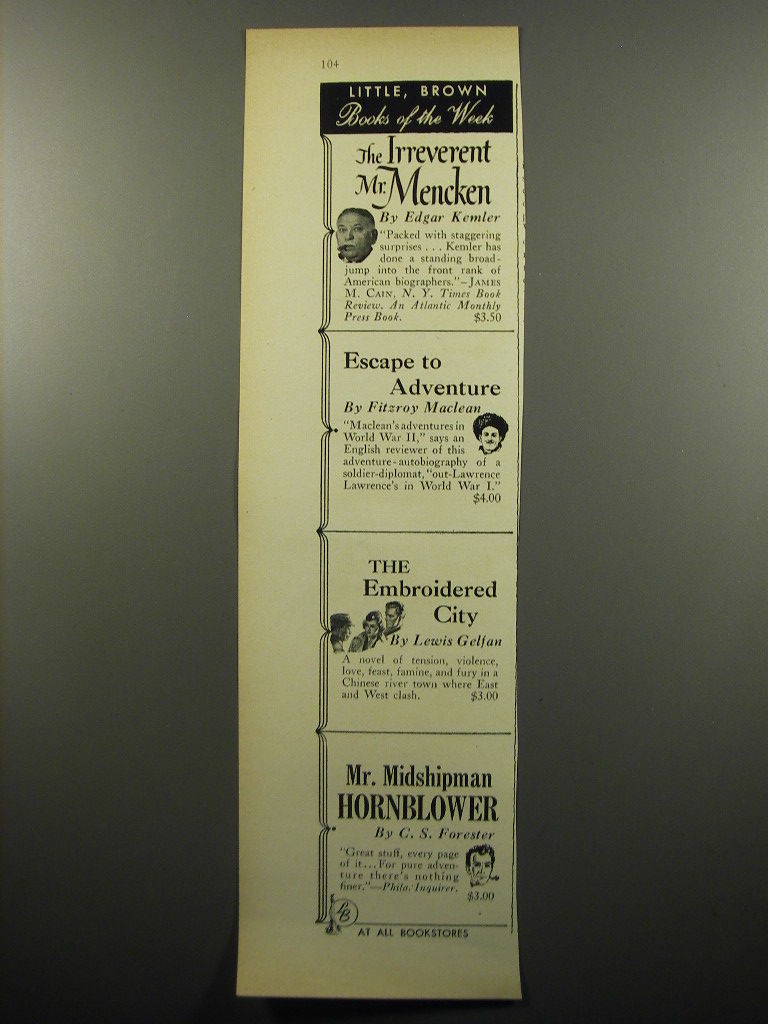 104
LITTLE, BROWN
Books of the Week
The Irreverent
Mr. Mencken
By Edgar Kemler
"Packed with staggering
surprises . . . Kemler has
done a standing broad-
jump into the front rank of
American biographers."—JAMES
M. CAIN, N. Y. Times Book
Review. An Atlantic Monthly
Press Book. $3.50
Escape to
Adventure
By Fitzroy Maclean
"Maclean's adventures in
World War II," says an
English reviewer of this
adventure-autobiography of a
soldier-diplomat, "out-Lawrence
Lawrence's in World War I."
$4.00
THE
Embroidered
City
By Lewis Gelfan
A novel of tension, violence,
love, feast, famine, and fury in a
Chinese river town where East
and West clash. $3.00
Mr. Midshipman
HORNBLOWER
By C. S. Forester
"Great stuff, every page
of it...For pure adven-
ture there's nothing
finer."—Phila. Inquirer.
$3.00
LB
AT ALL BOOKSTORES